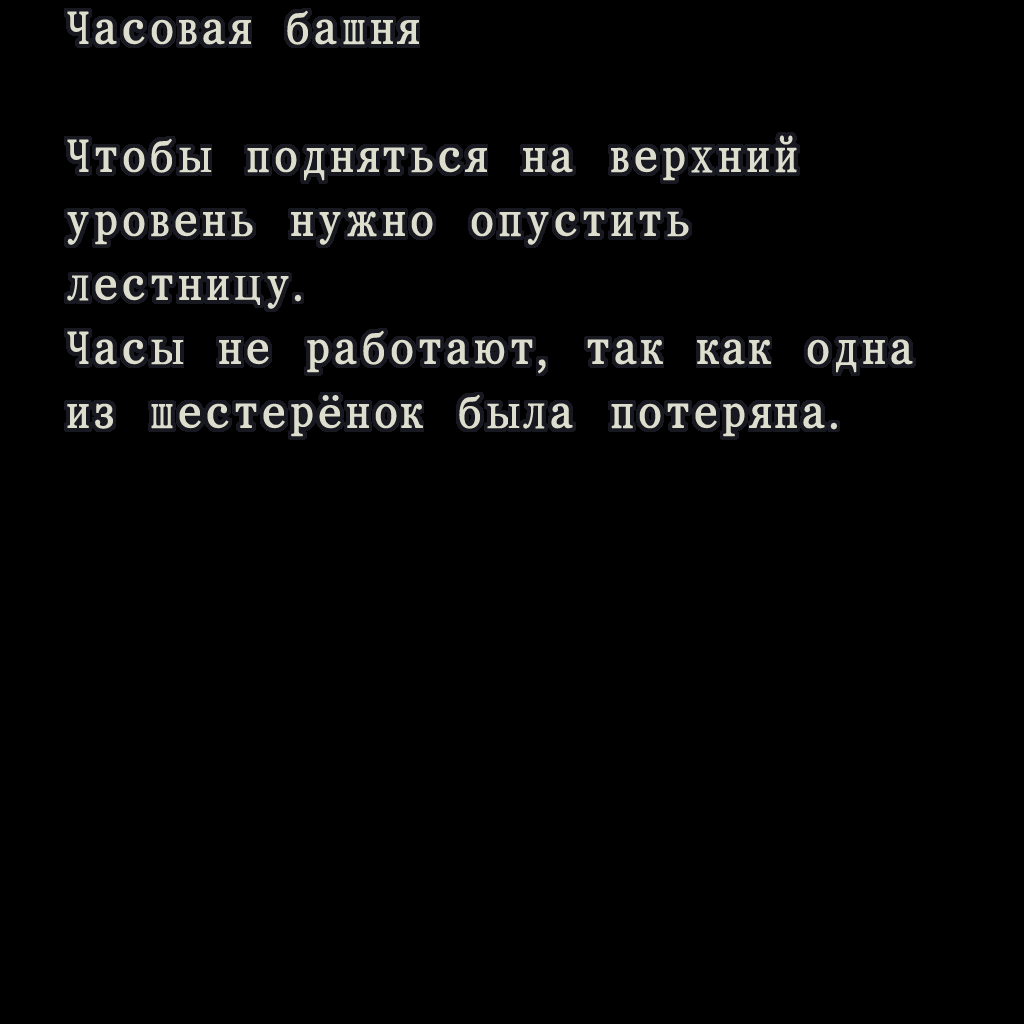 Часовая башня
Чтобы подняться на верхний
уровень нужно опустить
лестницу.
Часы не работают, так как одна
из шестерёнок была потеряна.